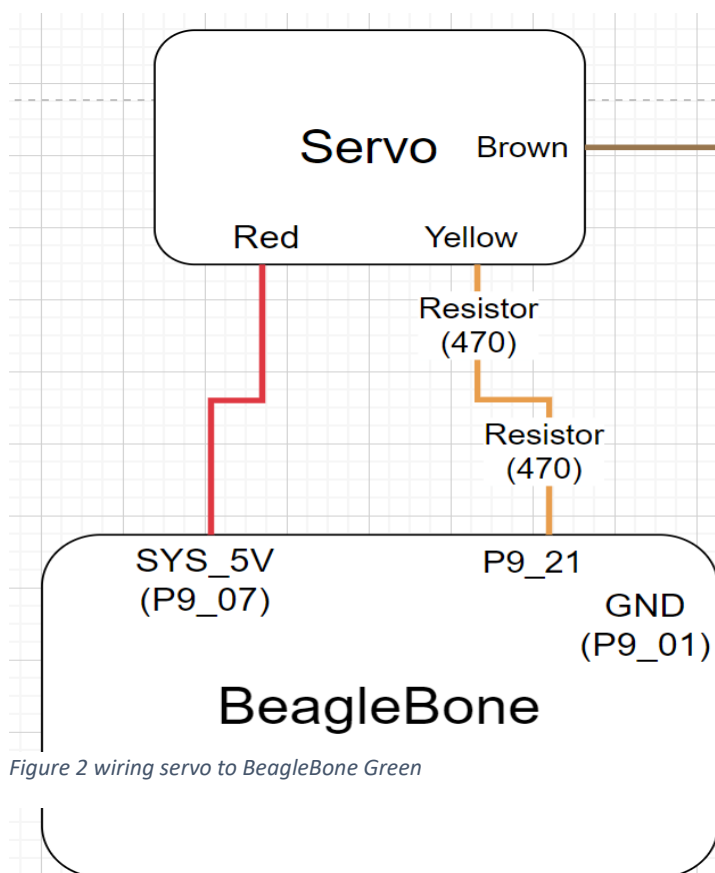 Servo
Brown
Red
Yellow
Resistor
(470)
Resistor
(470)
SYS_5V
(P9_07)
P9_21
GND
(P9_01)
BeagleBone
Figure 2 wiring servo to BeagleBone Green